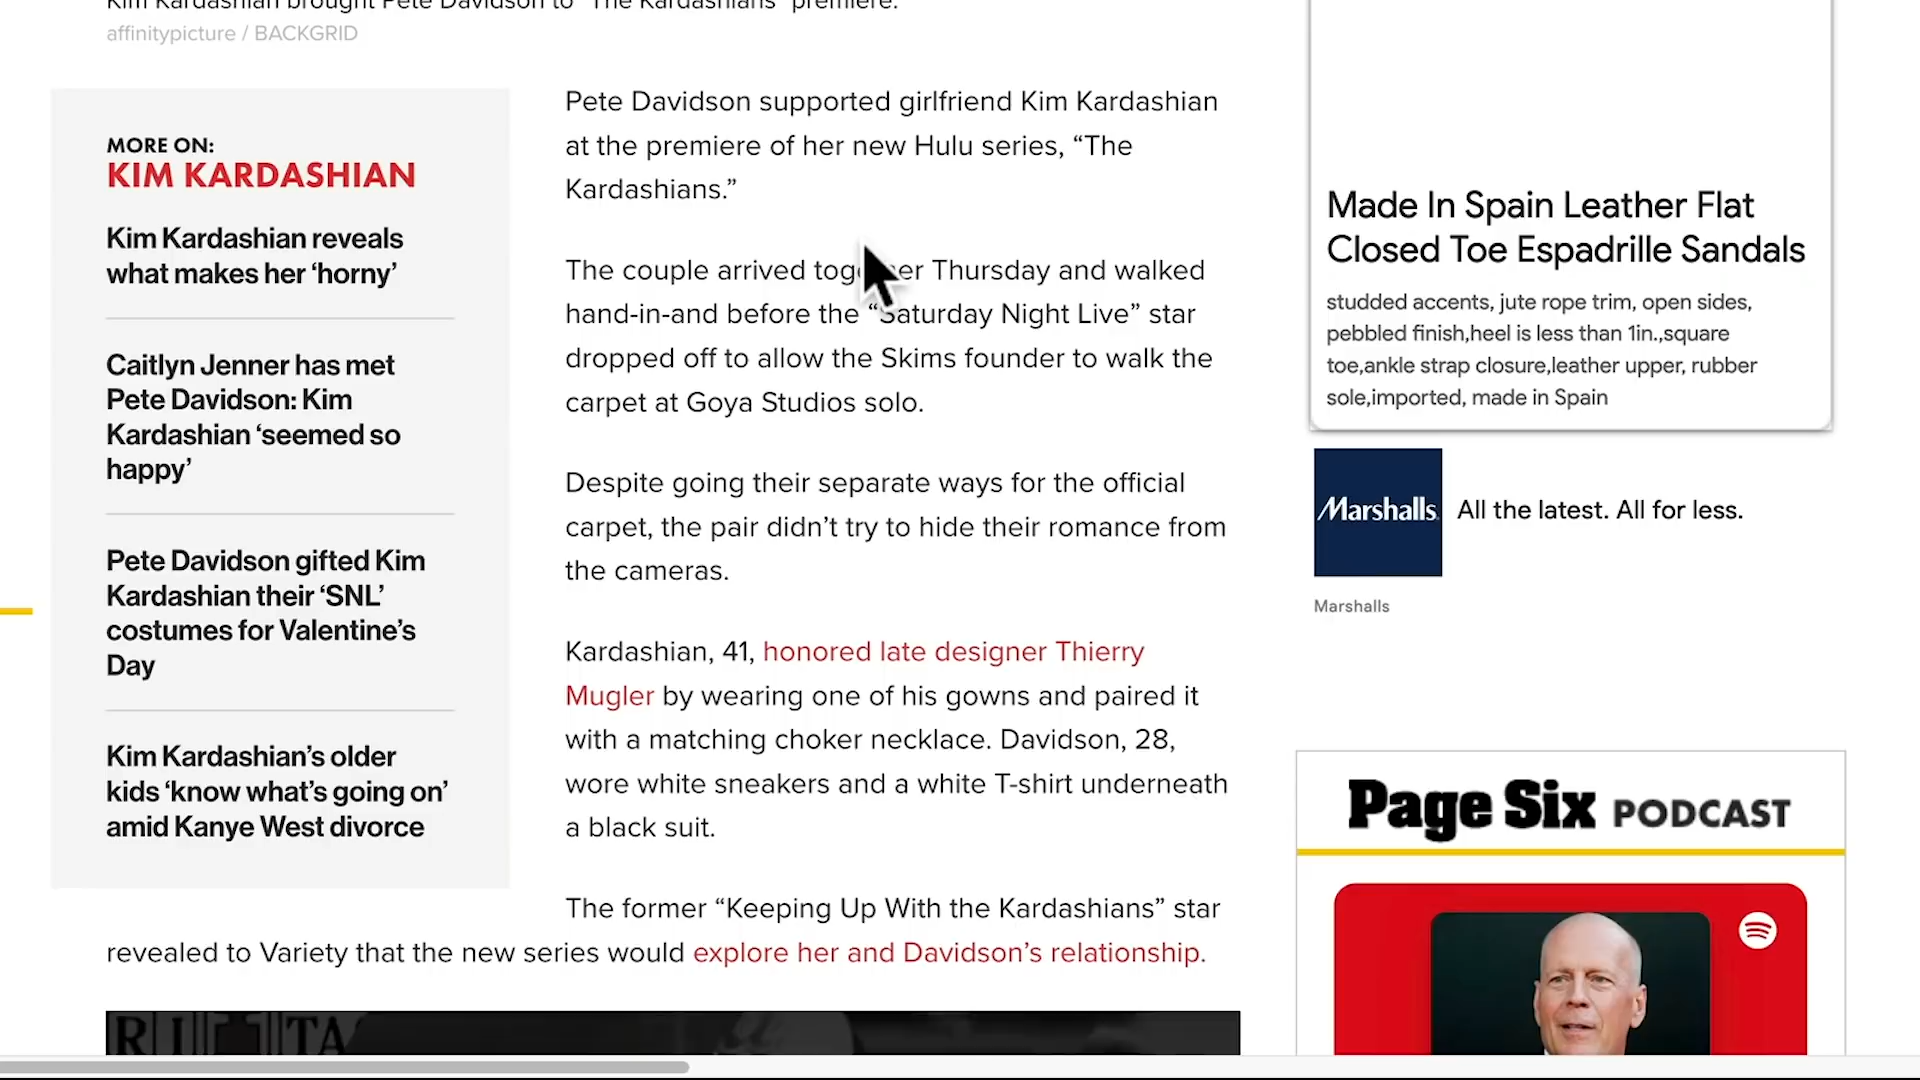 Kim Kardashian brought Pete Davidson to "The Kardashians" premiere.
affinitypicture / BACKGRID
MORE ON:
KIM KARDASHIAN
Kim Kardashian reveals
what makes her ‘horny’
Caitlyn Jenner has met
Pete Davidson: Kim
Kardashian ‘seemed so
happy’
Pete Davidson gifted Kim
Kardashian their ‘SNL’
costumes for Valentine’s
Day
Kim Kardashian’s older
kids ‘know what’s going on’
amid Kanye West divorce
Pete Davidson supported girlfriend Kim Kardashian
at the premiere of her new Hulu series, “The
Kardashians.”
The couple arrived together Thursday and walked
hand-in-and before the “Saturday Night Live” star
dropped off to allow the Skims founder to walk the
carpet at Goya Studios solo.
Despite going their separate ways for the official
carpet, the pair didn’t try to hide their romance from
the cameras.
Kardashian, 41, honored late designer Thierry
Mugler by wearing one of his gowns and paired it
with a matching choker necklace. Davidson, 28,
wore white sneakers and a white T-shirt underneath
a black suit.
The former “Keeping Up With the Kardashians” star
revealed to Variety that the new series would explore her and Davidson’s relationship.
Made In Spain Leather Flat
Closed Toe Espadrille Sandals
studded accents, jute rope trim, open sides,
pebbled finish,heel is less than 1in.,square
toe,ankle strap closure,leather upper, rubber
sole,imported, made in Spain
Marshalls
All the latest. All for less.
Marshalls
Page Six PODCAST